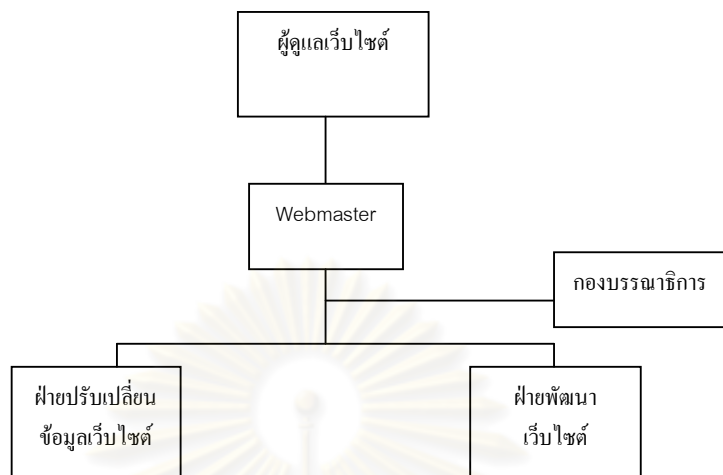 ผู้ดูแลเว็บไซต์
Webmaster
กองบรรณาธิการ
ฝ่ายปรับเปลี่ยน
ข้อมูลเว็บไซต์
ฝ่ายพัฒนา
เว็บไซต์